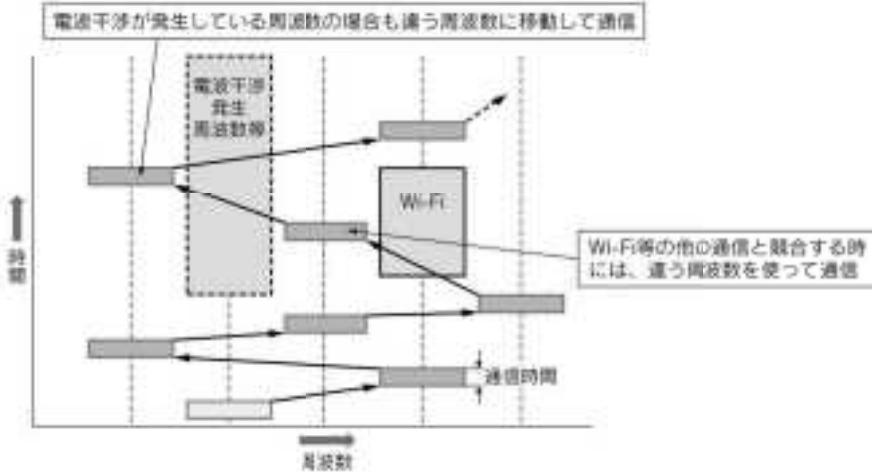 電波干渉が発生している周波数の場合も違う周波数に移動して通信
電波干渉
発生
周波数帯
Wi-Fi
Wi-Fi等の他の通信と競合する時
には、違う周波数を使って通信
時間
通信時間
周波数